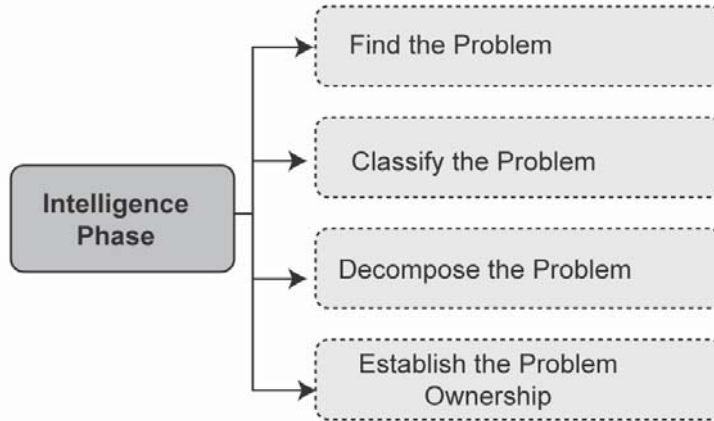 Find the Problem
Classify the Problem
Intelligence
Phase
Decompose the Problem
Establish the Problem
Ownership